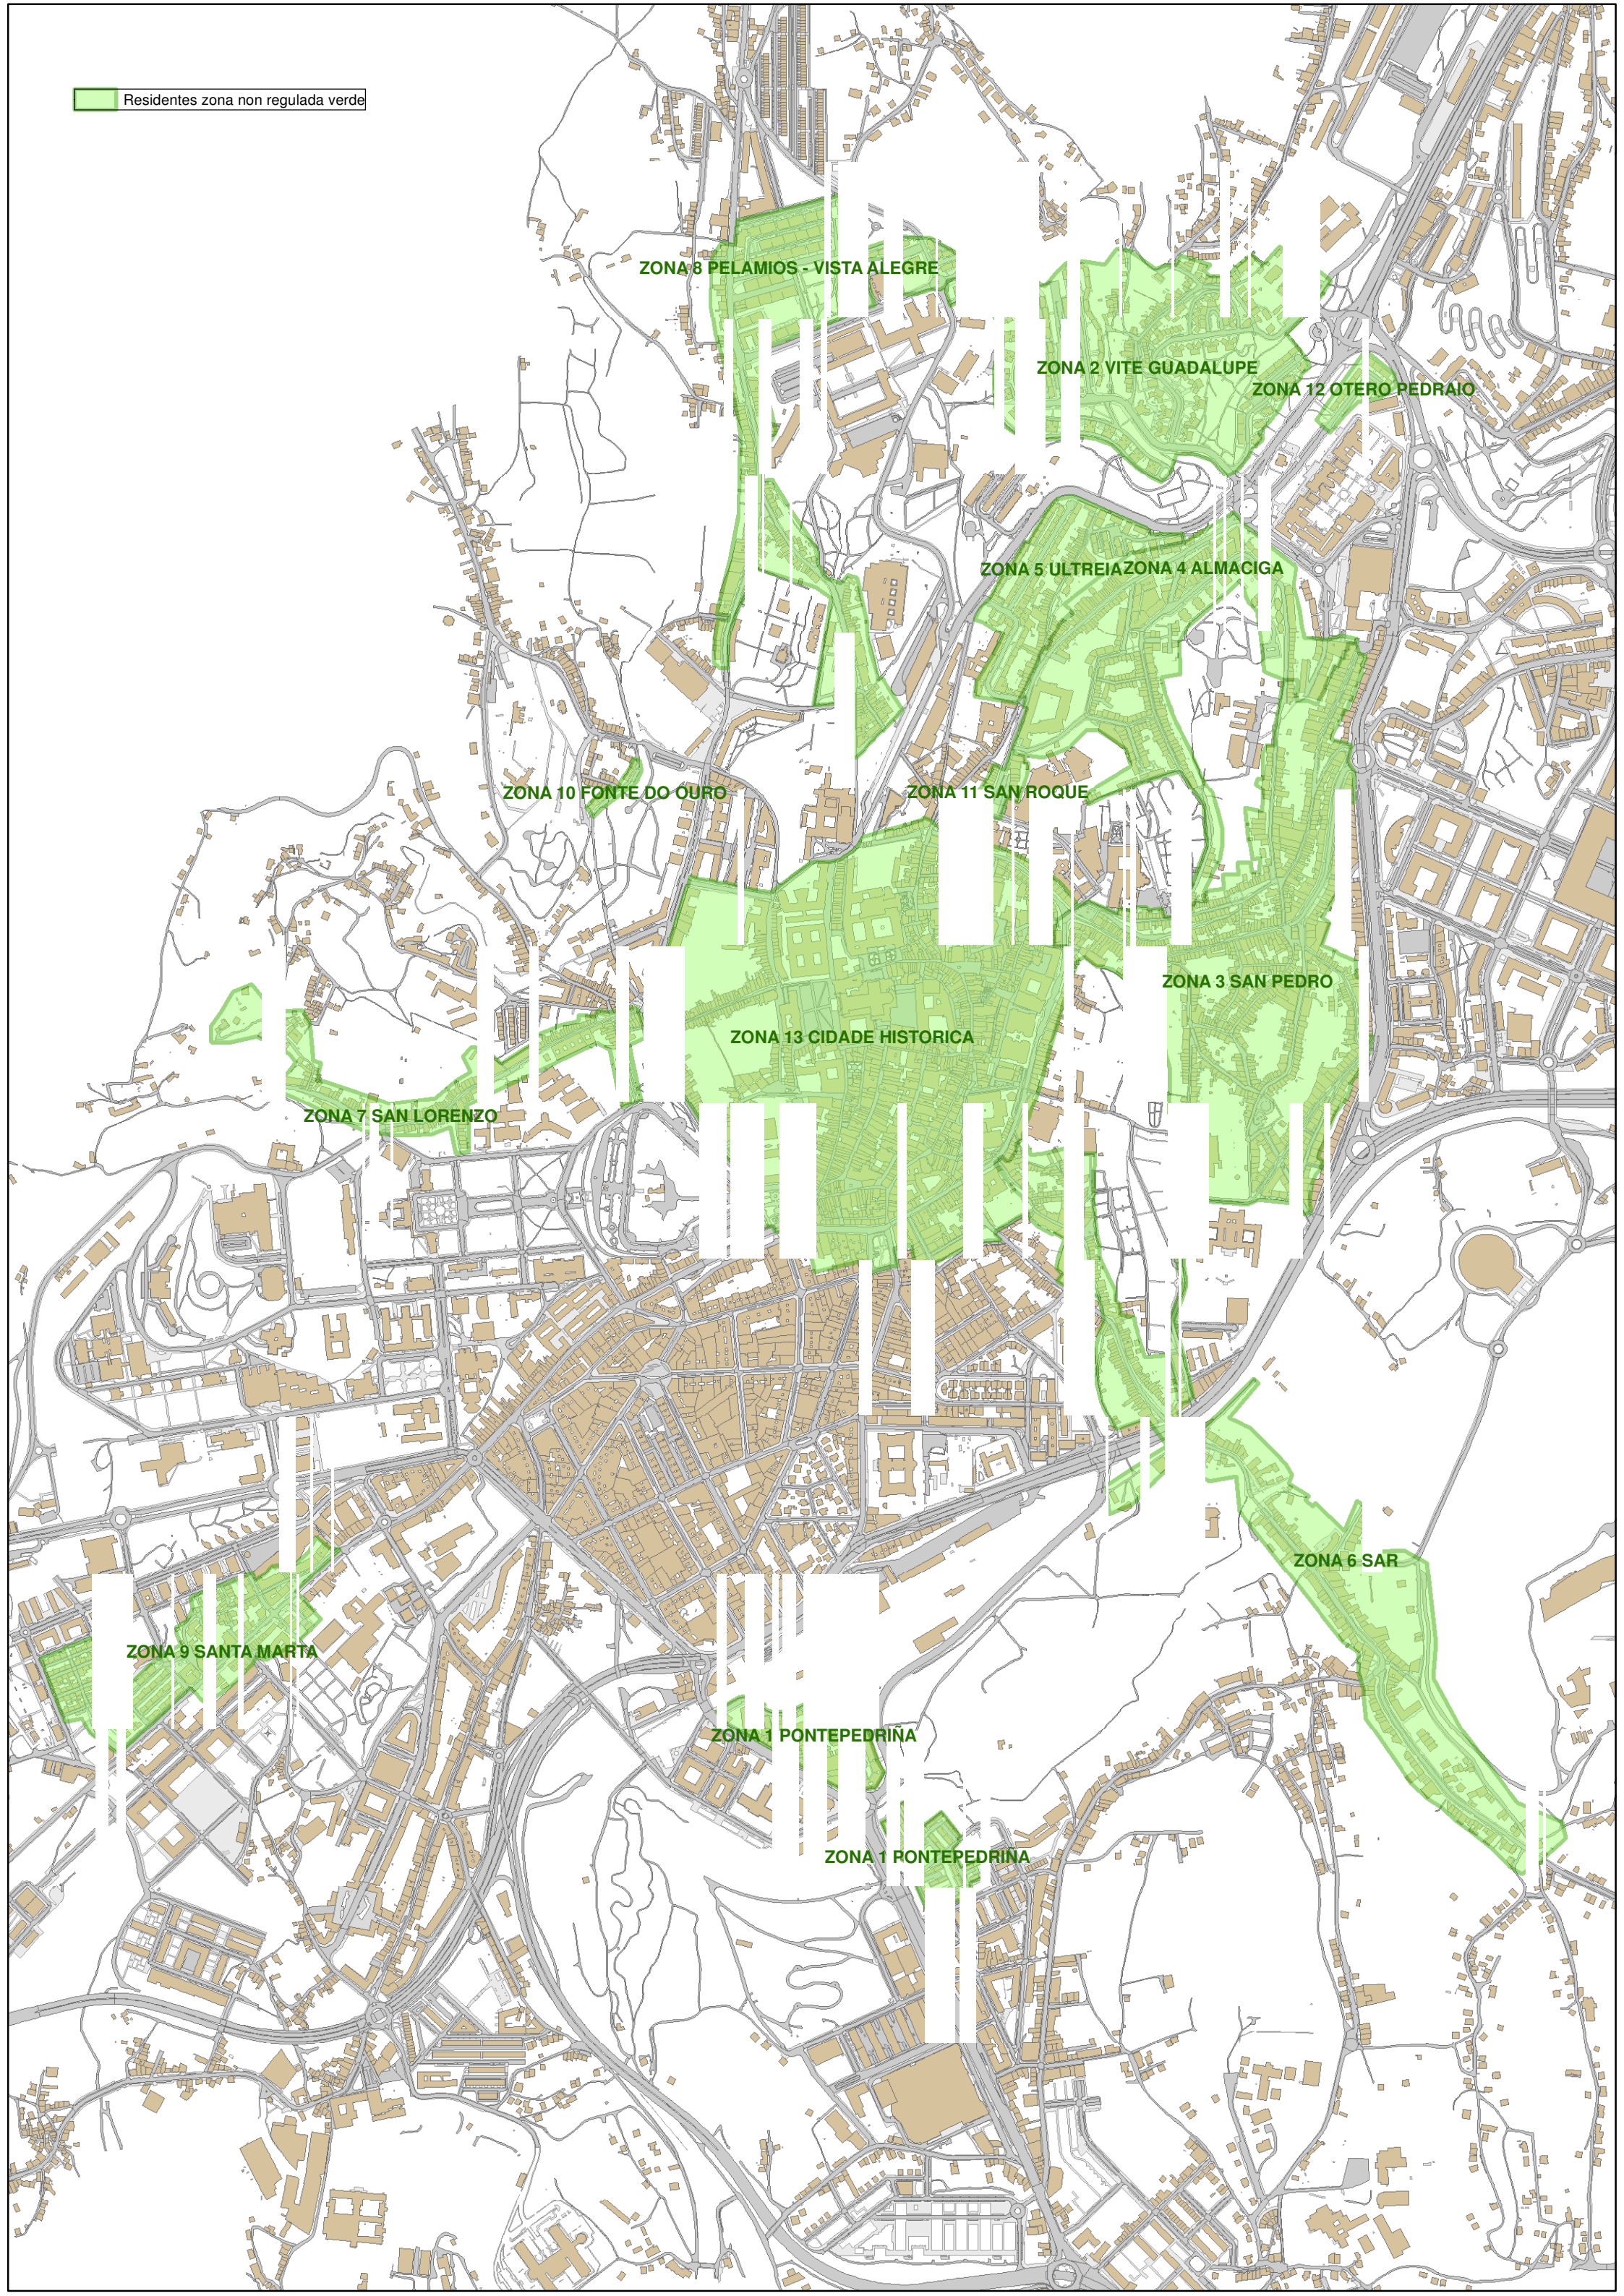 Residentes zona non regulada verde
ZONA 8 PELAMIOS - VISTA ALEGRE
ZONA 2 VITE GUADALUPE
ZONA 12 OTERO PEDRAIO
ZONA 5 ULTREIA
ZONA 4 ALMACIGA
ZONA 10 FONTE DO OURO
ZONA 11 SAN ROQUE
ZONA 3 SAN PEDRO
ZONA 13 CIDADE HISTORICA
ZONA 7 SAN LORENZO
ZONA 6 SAR
ZONA 9 SANTA MARTA
ZONA 1 PONTEPEDRIÑA
ZONA 1 PONTEPEDRIÑA